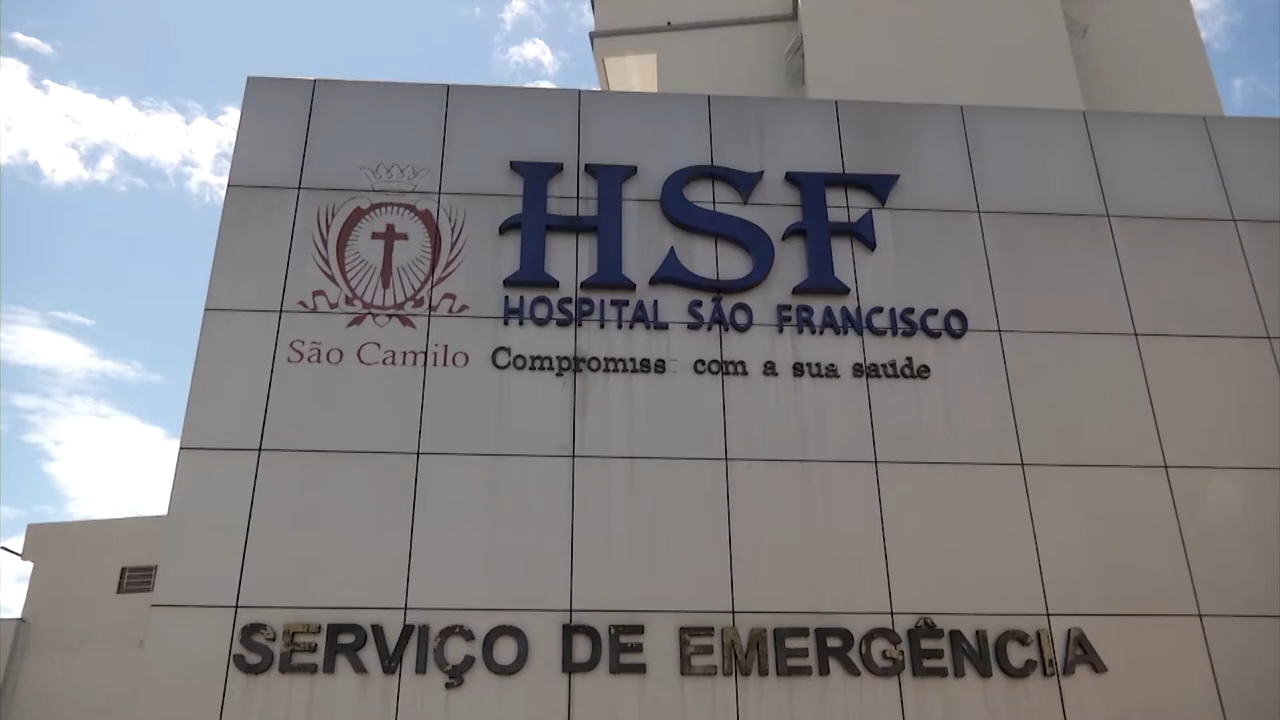 HSF
HOSPITAL SÃO FRANCISCO
São Camilo
Compromiss com a sua saúde
SERVIÇO DE EMERGÊNCIA